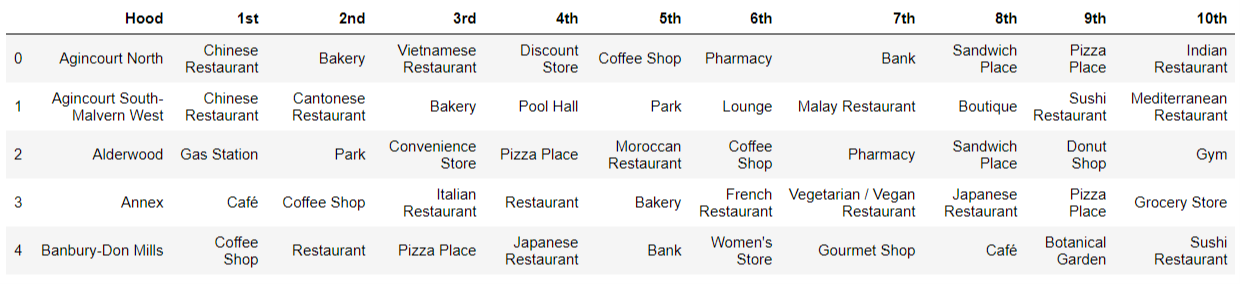 Hood 1st 2nd 3rd 4th 5th 6th 7th 8th 9th 10th
0 Agincourt North Chinese Restaurant Bakery Vietnamese Restaurant Discount Store Coffee Shop Pharmacy Bank Sandwich Place Pizza Place Indian Restaurant
1 Agincourt South-Malvern West Chinese Restaurant Cantonese Restaurant Bakery Pool Hall Park Lounge Malay Restaurant Boutique Sushi Restaurant Mediterranean Restaurant
2 Alderwood Gas Station Park Convenience Store Pizza Place Moroccan Restaurant Coffee Shop Pharmacy Sandwich Place Donut Shop Gym
3 Annex Café Coffee Shop Italian Restaurant Restaurant Bakery French Restaurant Vegetarian / Vegan Restaurant Japanese Restaurant Pizza Place Grocery Store
4 Banbury-Don Mills Coffee Shop Restaurant Pizza Place Japanese Restaurant Bank Women's Store Gourmet Shop Café Botanical Garden Sushi Restaurant